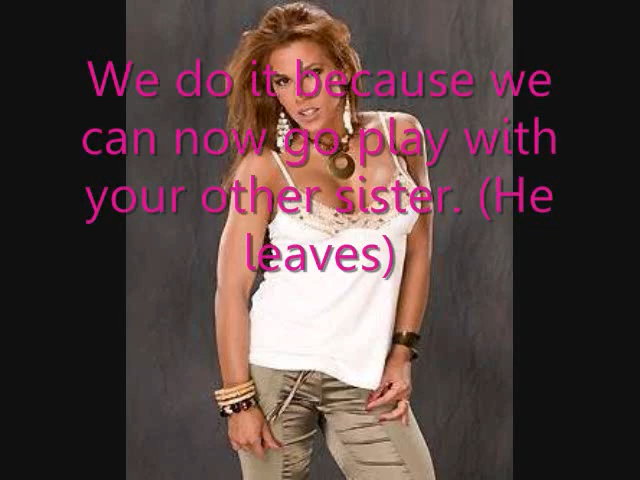 We do it because we
can now go play with
your other sister. (He
leaves)